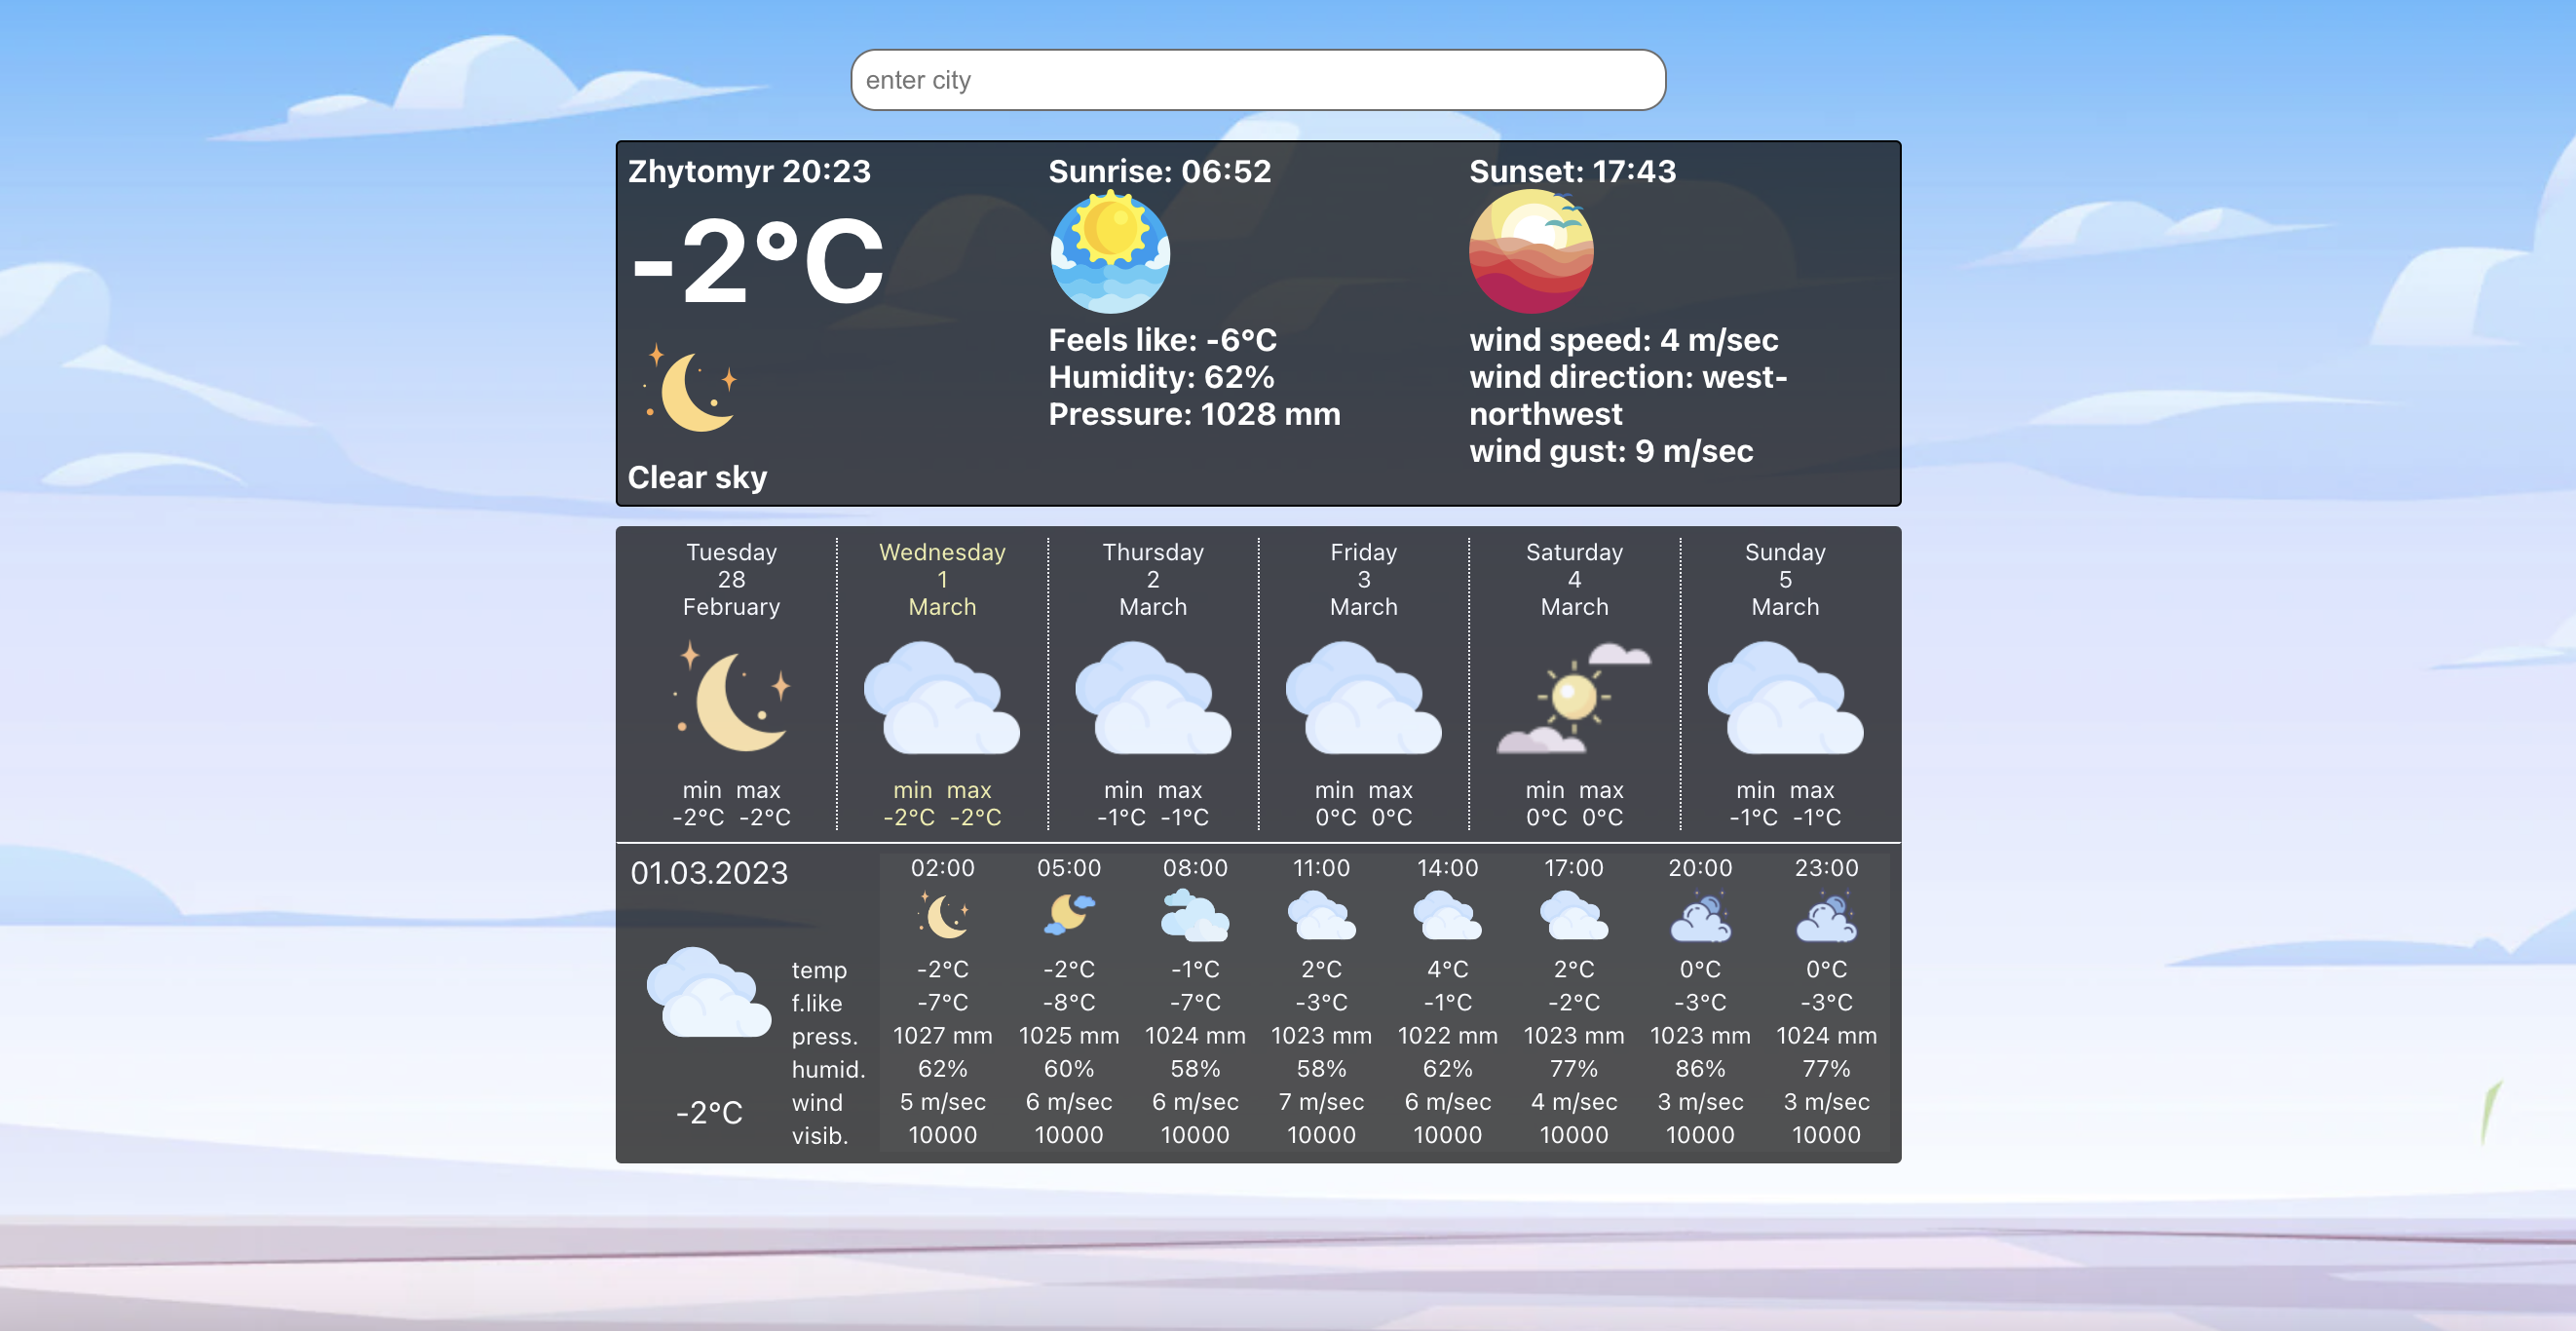 enter city
Zhytomyr 20:23
-2°C
Clear sky
Sunrise: 06:52
Feels like: -6°C
Humidity: 62%
Pressure: 1028 mm
Sunset: 17:43
wind speed: 4 m/sec
wind direction: west-
northwest
wind gust: 9 m/sec
Tuesday
28
February
min max
-2°C -2°C
Wednesday
1
March
min max
-2°C -2°C
Thursday
2
March
min max
-1°C -1°C
Friday
3
March
min max
0°C 0°C
Saturday
4
March
min max
0°C 0°C
Sunday
5
March
min max
-1°C -1°C
01.03.2023
-2°C
02:00 05:00 08:00 11:00 14:00 17:00 20:00 23:00
temp -2°C -2°C -1°C 2°C 4°C 2°C 0°C 0°C
f.like -7°C -8°C -7°C -3°C -1°C -2°C -3°C -3°C
press. 1027 mm 1025 mm 1024 mm 1023 mm 1022 mm 1023 mm 1023 mm 1024 mm
humid. 62% 60% 58% 58% 62% 77% 86% 77%
wind 5 m/sec 6 m/sec 6 m/sec 7 m/sec 6 m/sec 4 m/sec 3 m/sec 3 m/sec
visib. 10000 10000 10000 10000 10000 10000 10000 10000